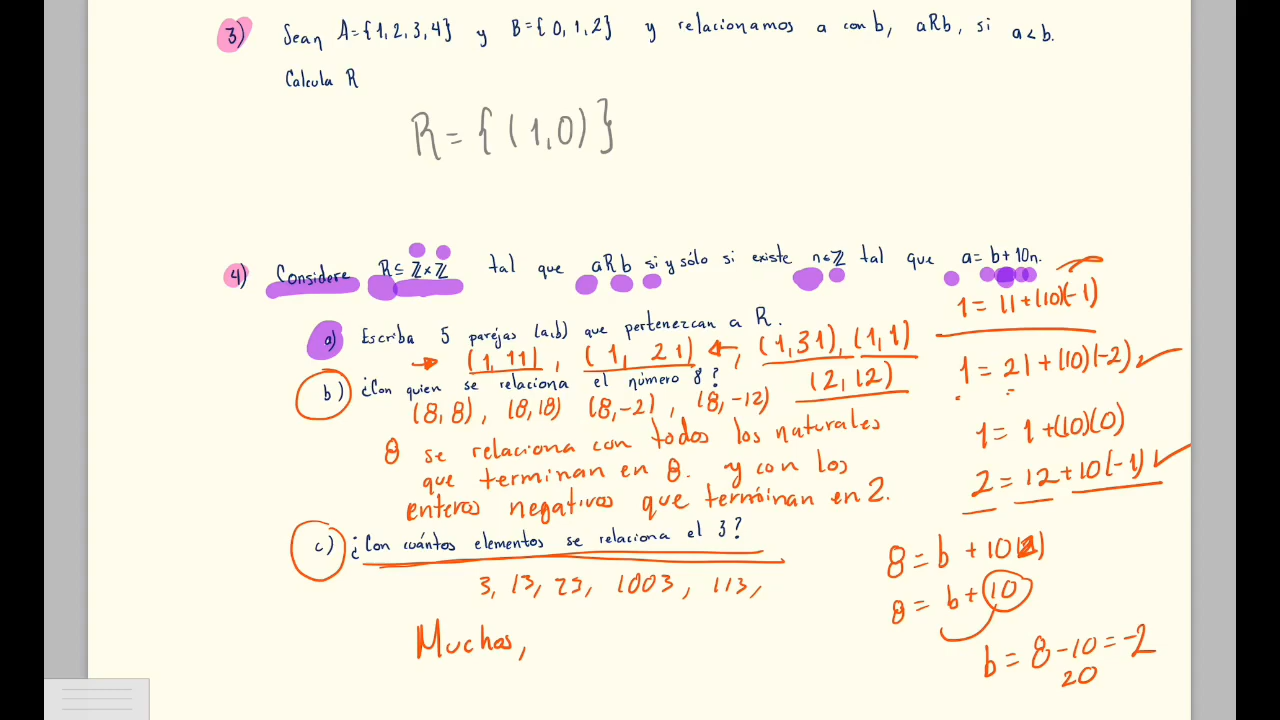 3) Sean A={1,2,3,4} y B={0,1,2} y relacionamos a con b, aRb, si a<b.
Calcula R
R = {(1,0)}
4) Considere R⊆ℤ×ℤ tal que aRb si y sólo si existe n∈ℤ tal que a=b+10n.
1 = 11+(10)(-1)
a) Escriba 5 parejas (a,b) que pertenezcan a R.
(1,11), (1, 21), (1,31), (1,1)
(2,12)
1 = 21+(10)(-2)
b) ¿Con quien se relaciona el número 8?
(8,8), (8,18) (8,-2), (8,-12)
1 = 1+(10)(0)
8 se relaciona con todos los naturales
que terminan en 8. y con los
enteros negativos que terminan en 2.
2 = 12+10(-1)
c) ¿Con cuántos elementos se relaciona el 3?
3, 13, 23, 1003, 113,
Muchos,
8 = b + 10( )
8 = b + 10
b = 8-10 = -2
20